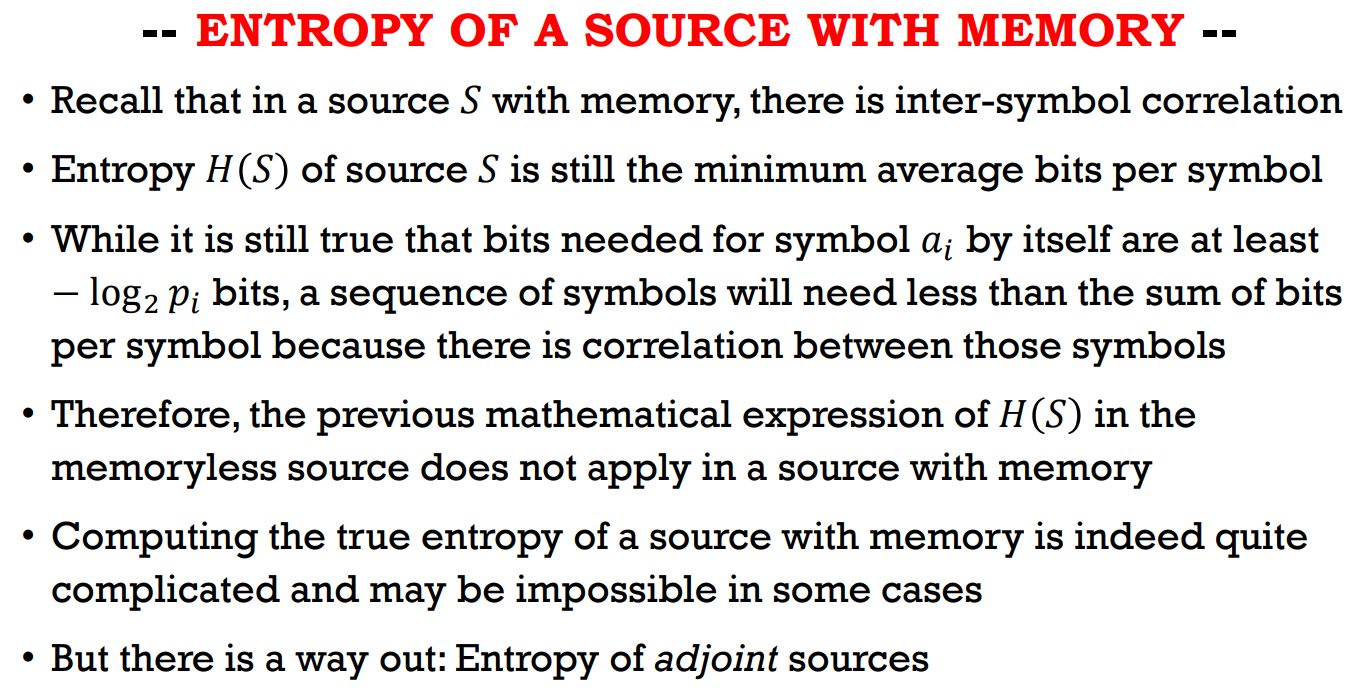 -- ENTROPY OF A SOURCE WITH MEMORY --
• Recall that in a source S with memory, there is inter-symbol correlation
• Entropy H(S) of source S is still the minimum average bits per symbol
• While it is still true that bits needed for symbol aᵢ by itself are at least
− log₂ pᵢ bits, a sequence of symbols will need less than the sum of bits
per symbol because there is correlation between those symbols
• Therefore, the previous mathematical expression of H(S) in the
memoryless source does not apply in a source with memory
• Computing the true entropy of a source with memory is indeed quite
complicated and may be impossible in some cases
• But there is a way out: Entropy of adjoint sources